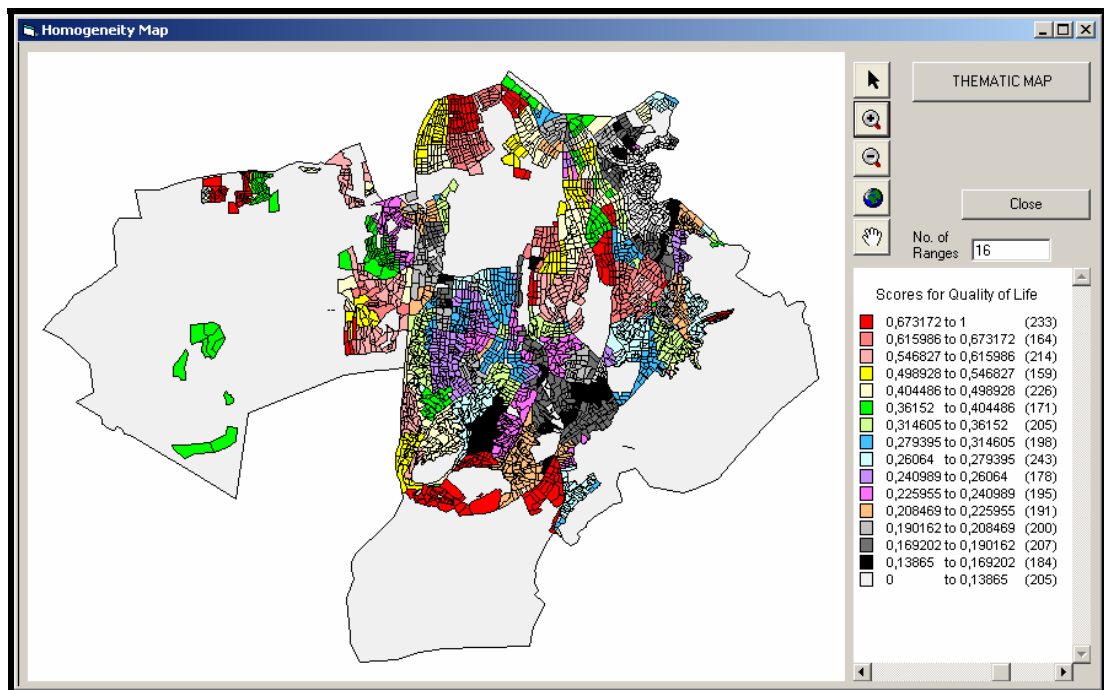 Homogeneity Map
THEMATIC MAP
Close
No. of
Ranges 16
Scores for Quality of Life
0,673172 to 1 (233)
0,615986 to 0,673172 (164)
0,546827 to 0,615986 (214)
0,498928 to 0,546827 (159)
0,404486 to 0,498928 (226)
0,36152 to 0,404486 (171)
0,314605 to 0,36152 (205)
0,279395 to 0,314605 (198)
0,26064 to 0,279395 (243)
0,240989 to 0,26064 (178)
0,225955 to 0,240989 (195)
0,208469 to 0,225955 (191)
0,190162 to 0,208469 (200)
0,169202 to 0,190162 (207)
0,13865 to 0,169202 (184)
0 to 0,13865 (205)